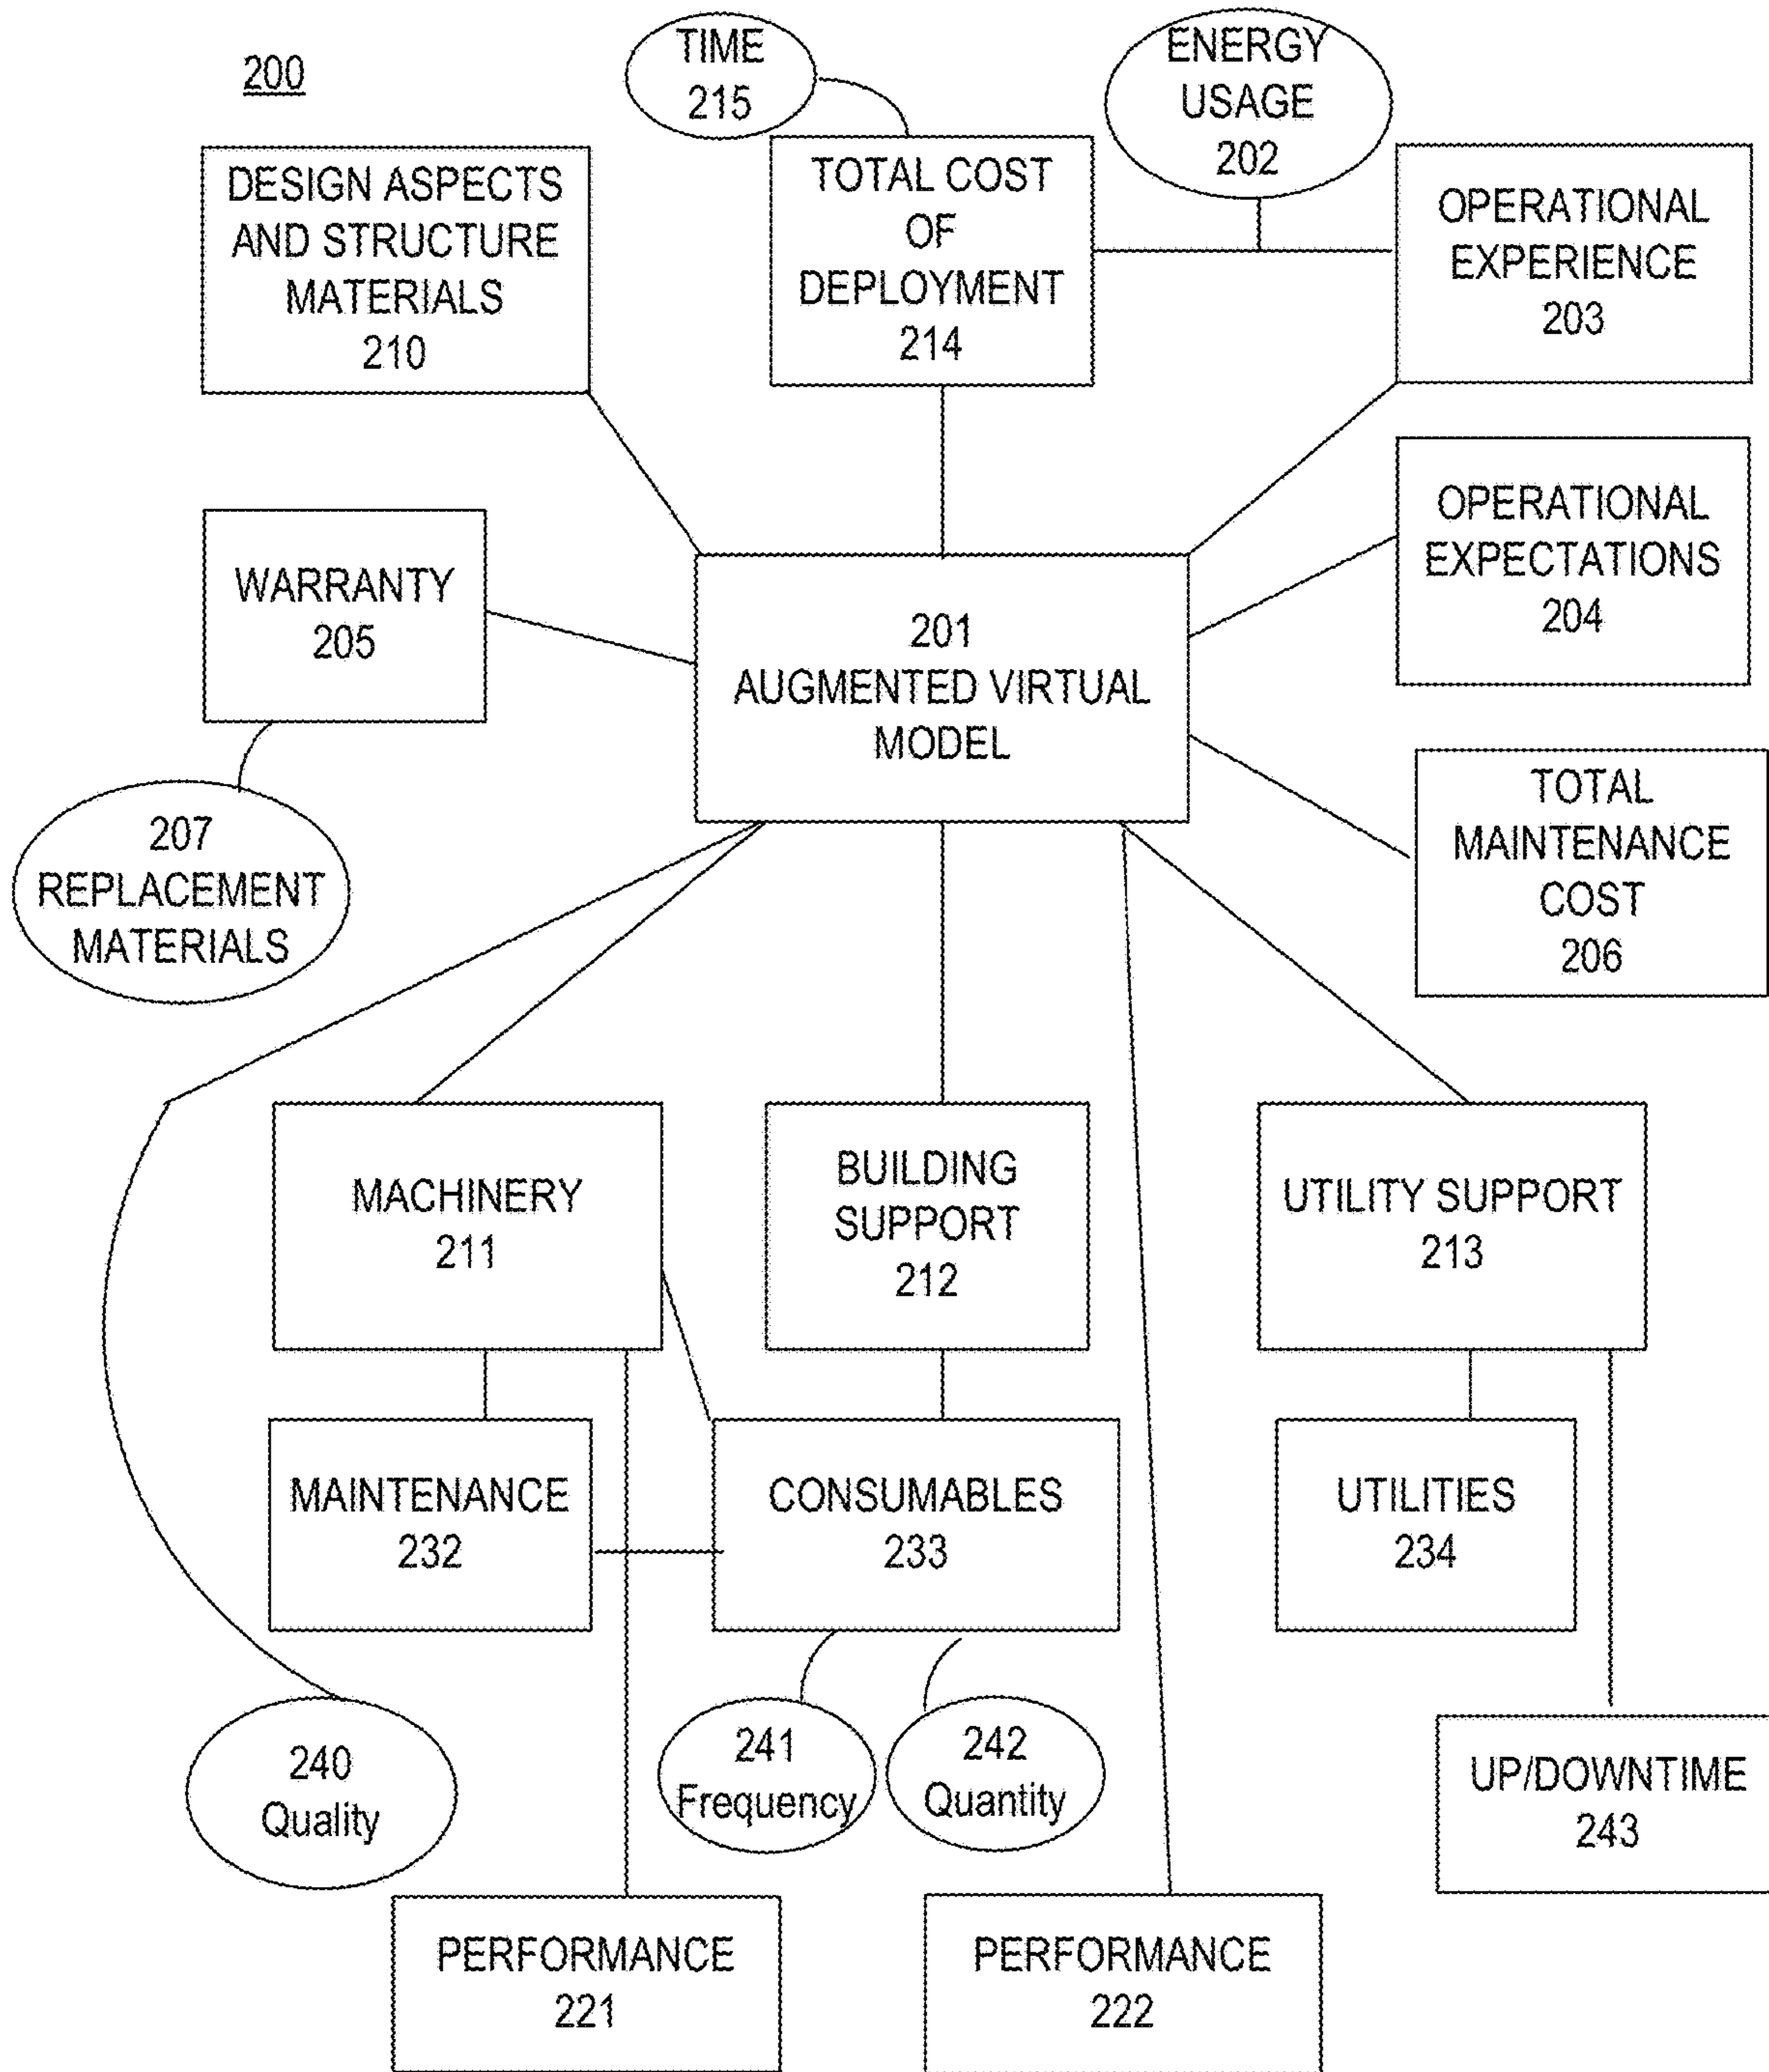 200
TIME
215
ENERGY
USAGE
202
DESIGN ASPECTS
AND STRUCTURE
MATERIALS
210
TOTAL COST
OF
DEPLOYMENT
214
OPERATIONAL
EXPERIENCE
203
WARRANTY
205
201
AUGMENTED VIRTUAL
MODEL
OPERATIONAL
EXPECTATIONS
204
207
REPLACEMENT
MATERIALS
TOTAL
MAINTENANCE
COST
206
MACHINERY
211
BUILDING
SUPPORT
212
UTILITY SUPPORT
213
MAINTENANCE
232
CONSUMABLES
233
UTILITIES
234
240
Quality
241
Frequency
242
Quantity
UP/DOWNTIME
243
PERFORMANCE
221
PERFORMANCE
222